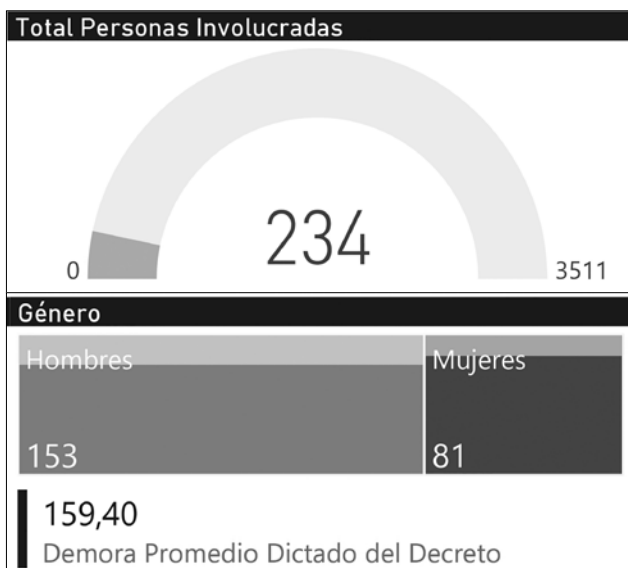 Total Personas Involucradas
234
0
3511
Género
Hombres
Mujeres
153
81
159,40
Demora Promedio Dictado del Decreto